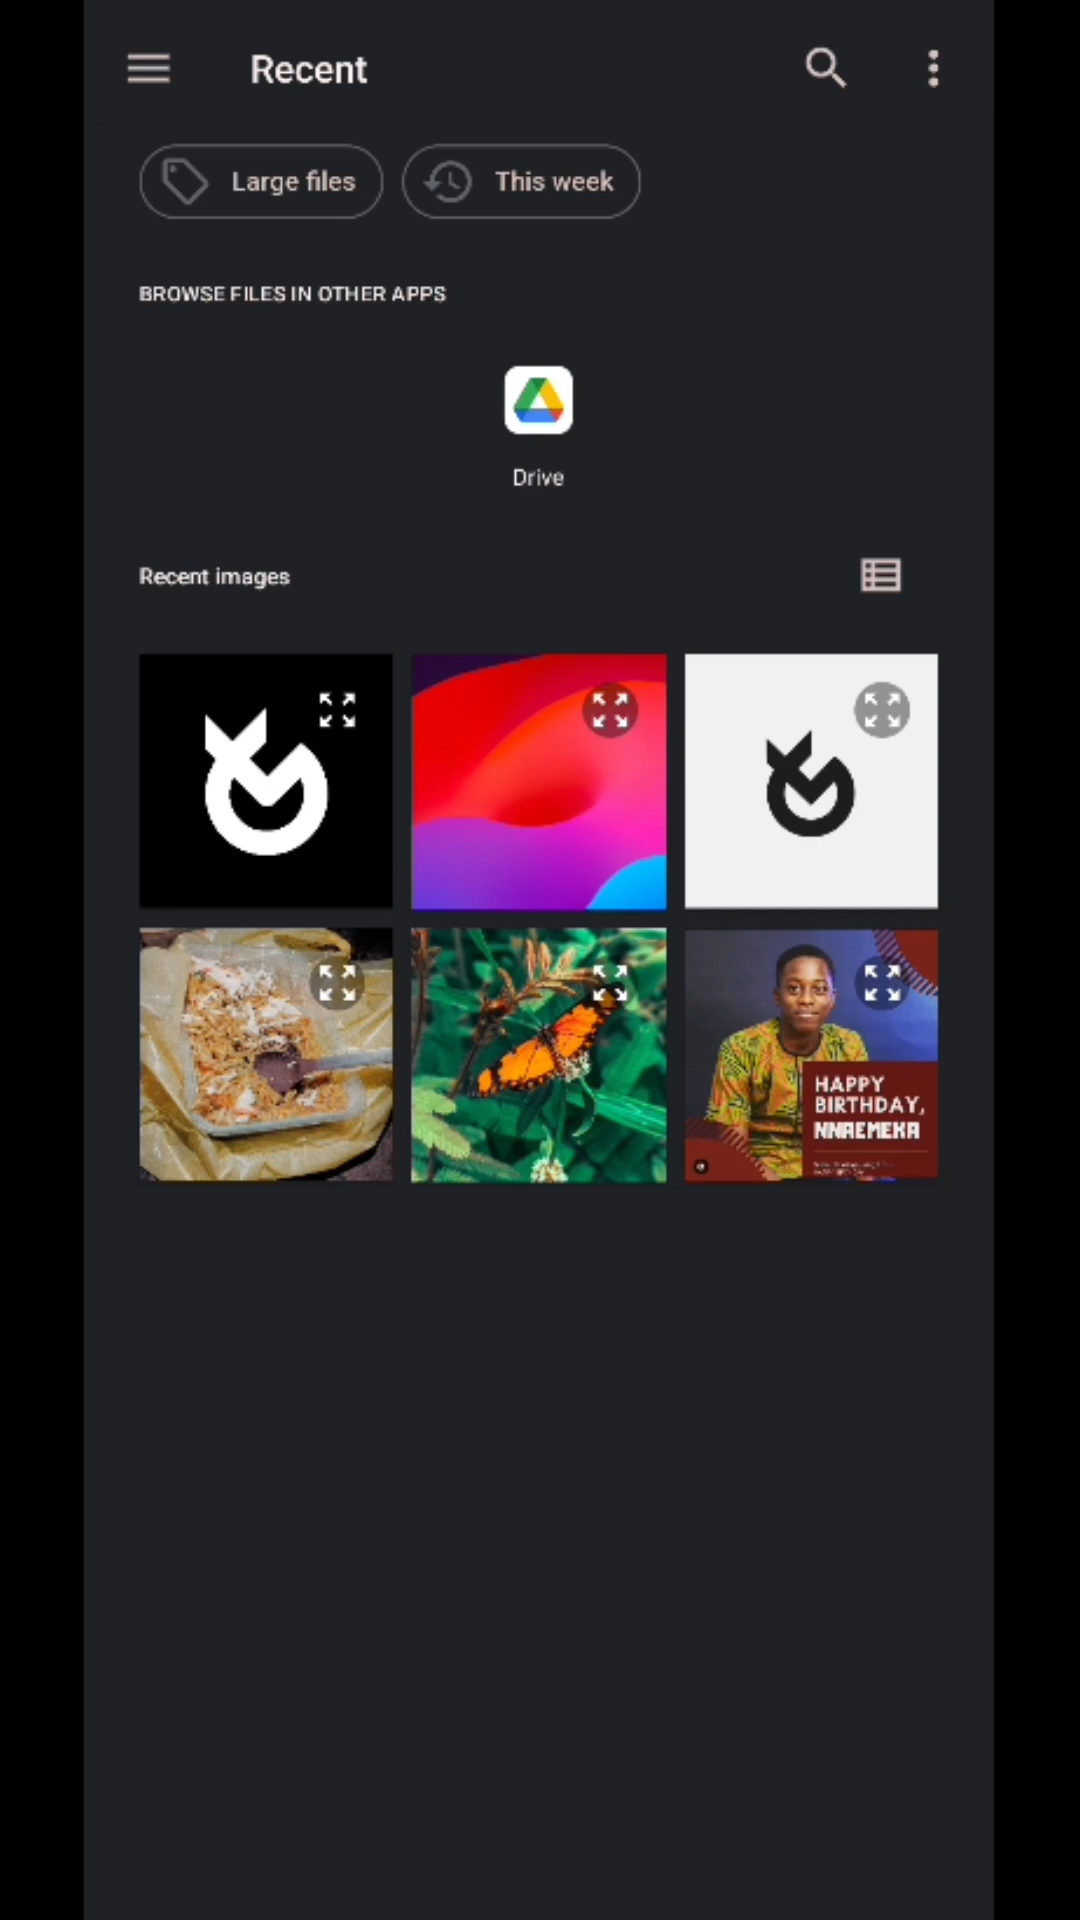 Recent
Large files
This week
BROWSE FILES IN OTHER APPS
Drive
Recent images
HAPPY
BIRTHDAY,
NNAEMEKA